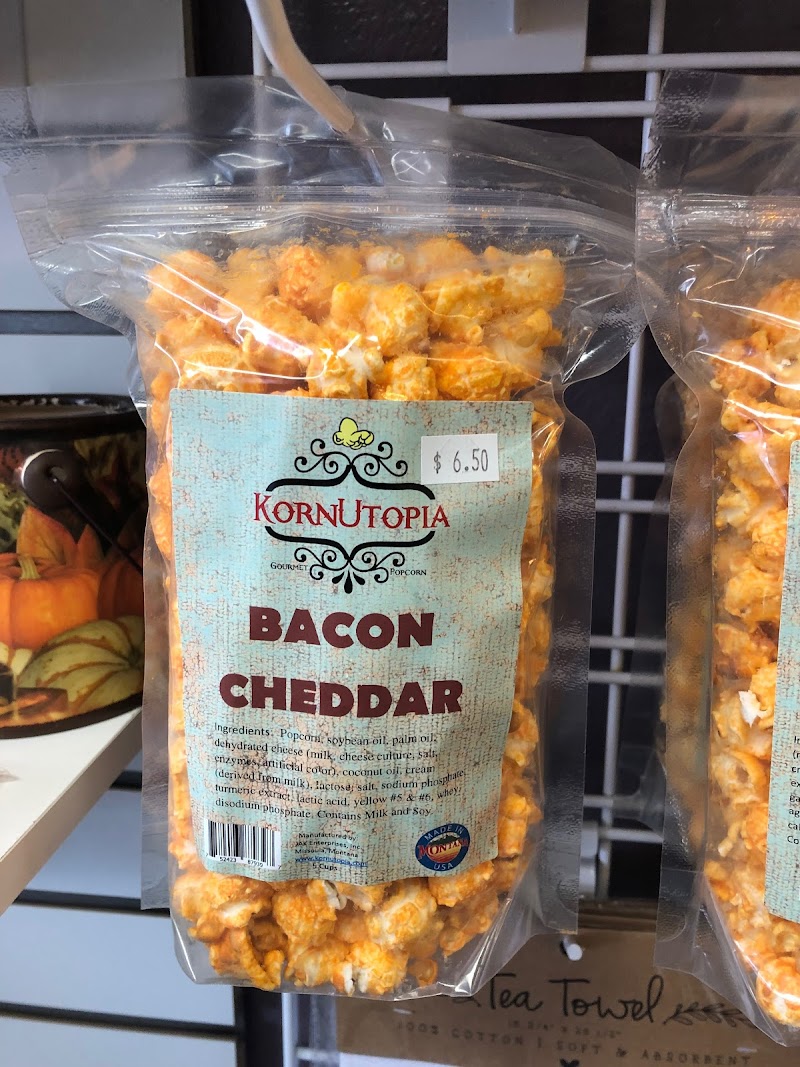 $ 6.50
KORNUTOPIA
GOURMET POPCORN
BACON
CHEDDAR
Ingredients: Popcorn, soybean oil, palm oil,
dehydrated cheese (milk, cheese culture, salt,
enzymes, artificial color), coconut oil, cream
(derived from milk), lactose, salt, sodium phosphate,
turmeric extract, lactic acid, yellow #5 & #6, whey,
disodium phosphate. Contains Milk and Soy.
Manufactured by
Enterprises, Inc.
Missoula, Montana
www.kornutopia.com
5 Cups
MADE IN
MONTANA
USA
Tea Towel
100% COTTON | SOFT & ABSORBENT